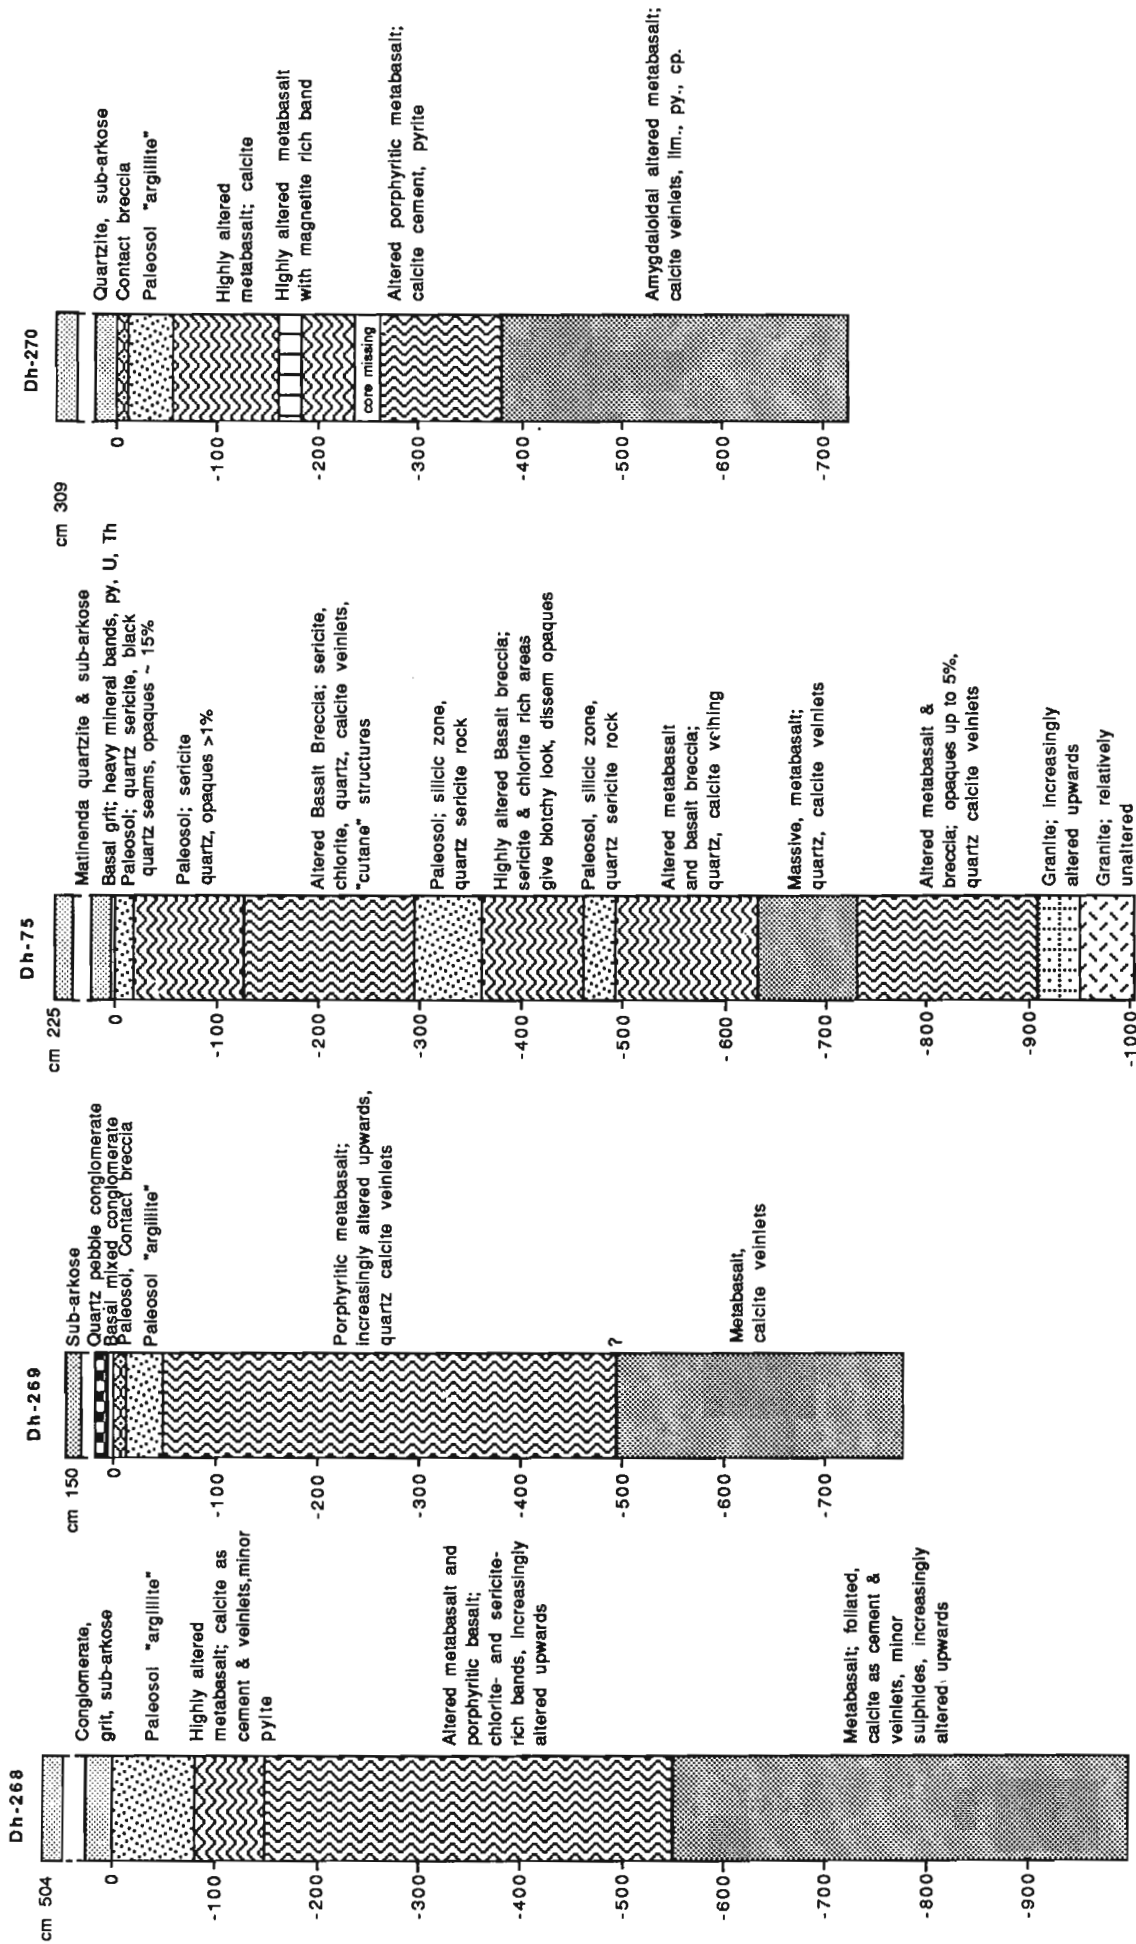 Dh-268
cm 504
0
-100
-200
-300
-400
-500
-600
-700
-800
-900
Conglomerate,
grit, sub-arkose
Paleosol "argillite"
Highly altered
metabasalt; calcite as
cement & veinlets,minor
pyite
Altered metabasalt and
porphyritic basalt;
chlorite- and sericite-
rich bands, increasingly
altered upwards
Metabasalt; foliated,
calcite as cement &
veinlets, minor
sulphides, increasingly
altered upwards
Dh-269
cm 150
0
-100
-200
-300
-400
-500
-600
-700
Sub-arkose
Quartz pebble conglomerate
Basal mixed conglomerate
Paleosol, Contact breccia
Paleosol "argillite"
Porphyritic metabasalt;
increasingly altered upwards,
quartz calcite veinlets
?
Metabasalt,
calcite veinlets
Dh-75
cm 225
0
-100
-200
-300
-400
-500
-600
-700
-800
-900
-1000
Matinenda quartzite & sub-arkose
Basal grit; heavy mineral bands, py, U, Th
Paleosol; quartz sericite, black
quartz seams, opaques ~ 15%
Paleosol; sericite
quartz, opaques >1%
Altered Basalt Breccia; sericite,
chlorite, quartz, calcite veinlets,
"cutane" structures
Paleosol; silicic zone,
quartz sericite rock
Highly altered Basalt breccia;
sericite & chlorite rich areas
give blotchy look, dissem opaques
Paleosol, silicic zone,
quartz sericite rock
Altered metabasalt
and basalt breccia;
quartz, calcite veining
Massive, metabasalt;
quartz, calcite veinlets
Altered metabasalt &
breccia; opaques up to 5%,
quartz calcite veinlets
Granite; increasingly
altered upwards
Granite; relatively
unaltered
Dh-270
cm 309
0
-100
-200
-300
-400
-500
-600
-700
core missing
Quartzite, sub-arkose
Contact breccia
Paleosol "argillite"
Highly altered
metabasalt; calcite
Highly altered metabasalt
with magnetite rich band
Altered porphyritic metabasalt;
calcite cement, pyrite
Amygdaloidal altered metabasalt;
calcite veinlets, ilm., py., cp.